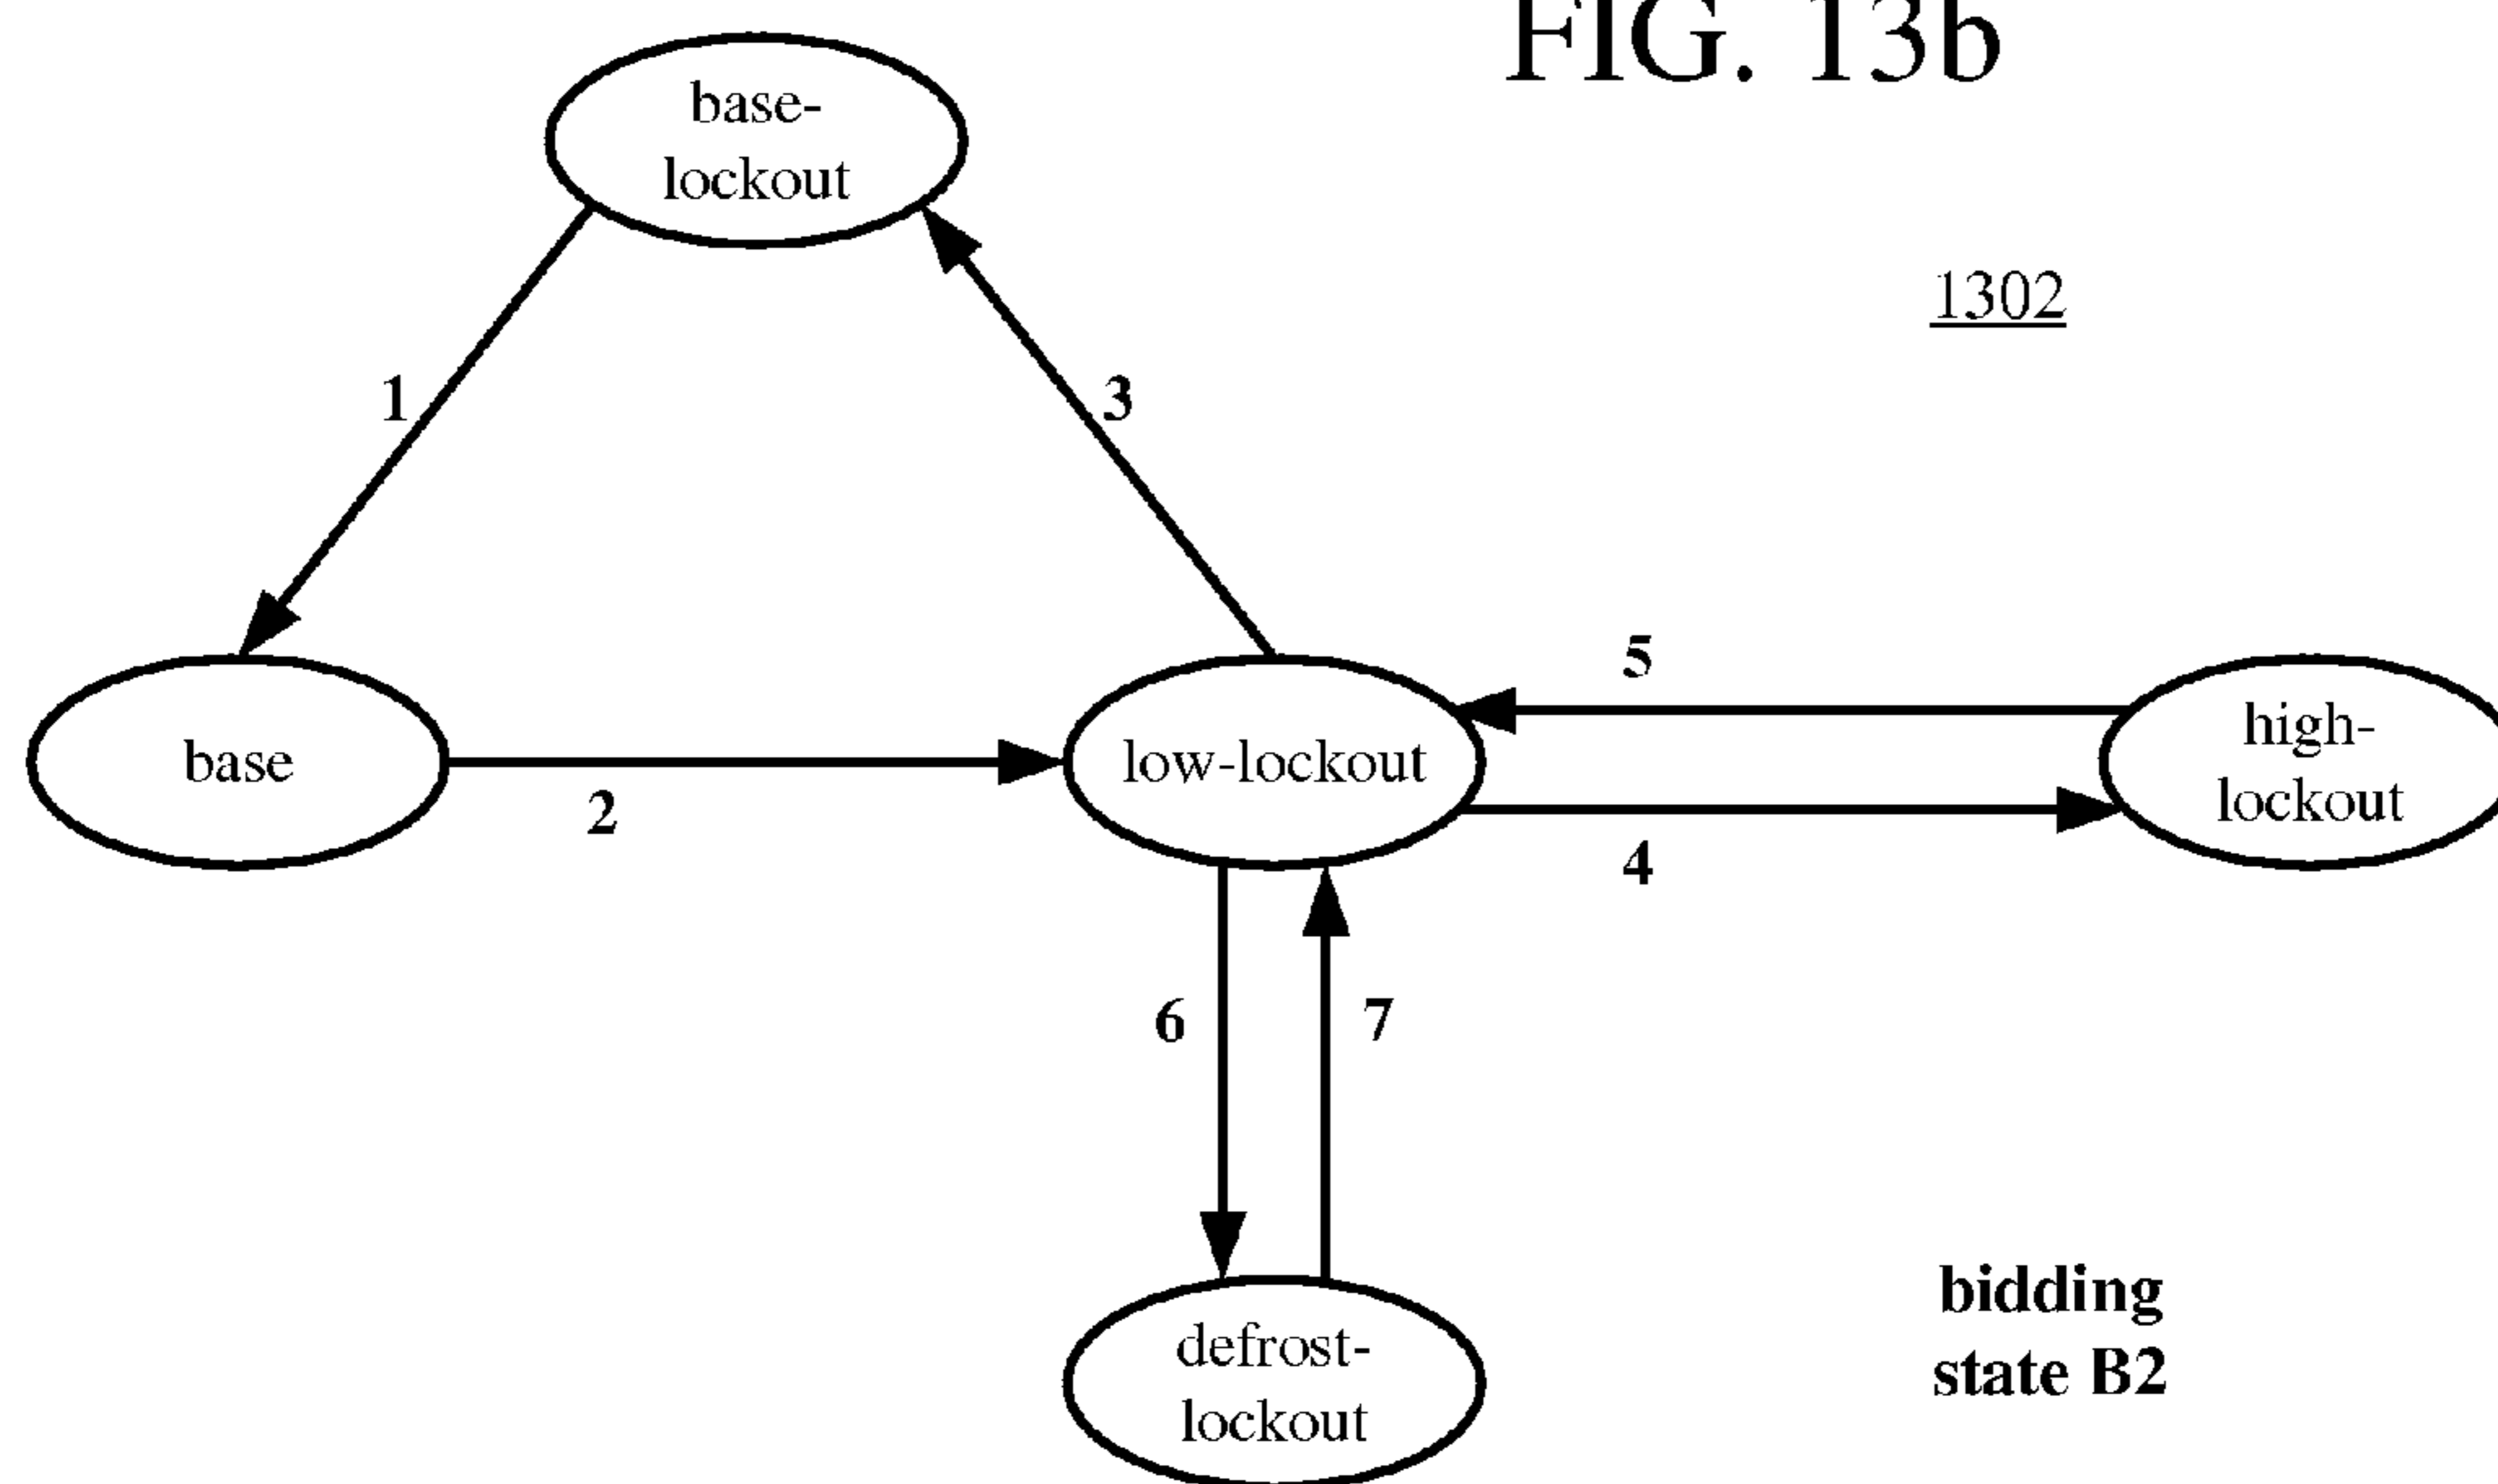 FIG. 13b
base-
lockout
1302
1
3
5
base
low-lockout
high-
lockout
2
4
6
7
bidding
state B2
defrost-
lockout